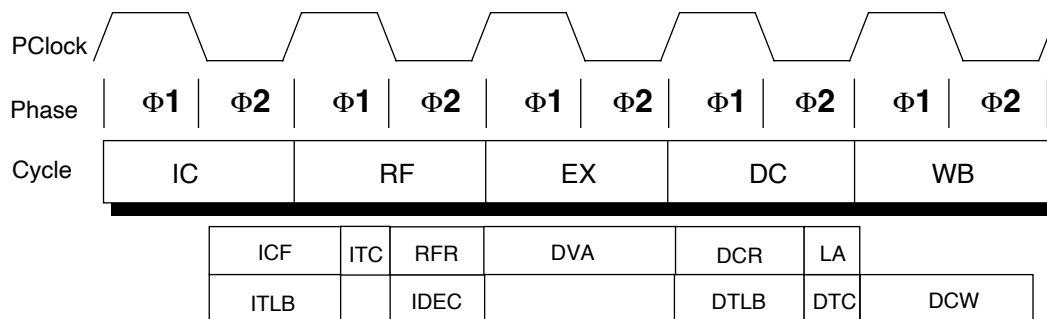 PClock
Phase Φ1 Φ2 Φ1 Φ2 Φ1 Φ2 Φ1 Φ2 Φ1 Φ2
Cycle IC RF EX DC WB
ICF ITC RFR DVA DCR LA
ITLB IDEC DTLB DTC DCW